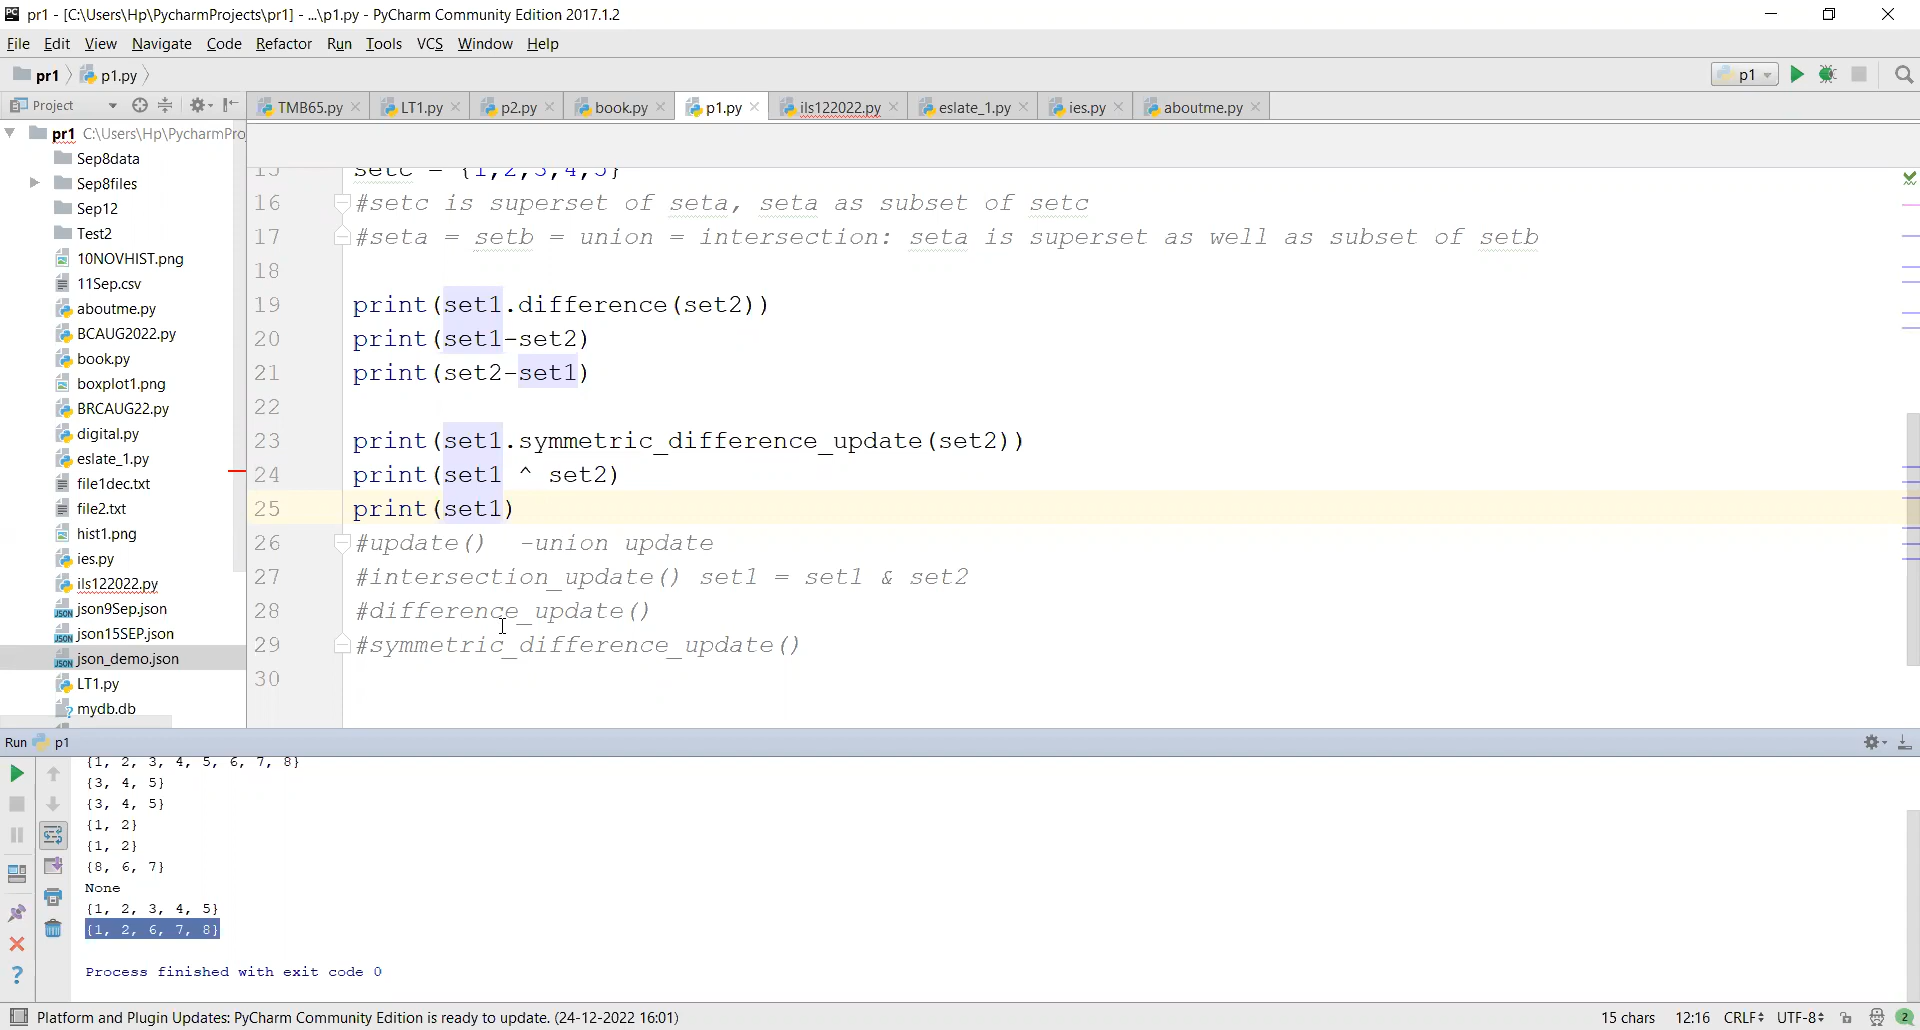 pr1 - [C:\Users\Hp\PycharmProjects\pr1] - ...\p1.py - PyCharm Community Edition 2017.1.2
File Edit View Navigate Code Refactor Run Tools VCS Window Help
pr1 p1.py p1
Project TMB65.py LT1.py p2.py book.py p1.py ils122022.py eslate_1.py ies.py aboutme.py
pr1 C:\Users\Hp\PycharmPro
Sep8data
Sep8files
Sep12
Test2
10NOVHIST.png
11Sep.csv
aboutme.py
BCAUG2022.py
book.py
boxplot1.png
BRCAUG22.py
digital.py
eslate_1.py
file1dec.txt
file2.txt
hist1.png
ies.py
ils122022.py
json9Sep.json
json15SEP.json
json_demo.json
LT1.py
mydb.db
15 setc = {1,2,3,4,5}
16 #setc is superset of seta, seta as subset of setc
17 #seta = setb = union = intersection: seta is superset as well as subset of setb
18
19 print(set1.difference(set2))
20 print(set1-set2)
21 print(set2-set1)
22
23 print(set1.symmetric_difference_update(set2))
24 print(set1 ^ set2)
25 print(set1)
26 #update() -union update
27 #intersection_update() set1 = set1 & set2
28 #difference_update()
29 #symmetric_difference_update()
30
Run p1
{1, 2, 3, 4, 5, 6, 7, 8}
{3, 4, 5}
{3, 4, 5}
{1, 2}
{1, 2}
{8, 6, 7}
None
{1, 2, 3, 4, 5}
{1, 2, 6, 7, 8}
Process finished with exit code 0
Platform and Plugin Updates: PyCharm Community Edition is ready to update. (24-12-2022 16:01) 15 chars 12:16 CRLF UTF-8 2